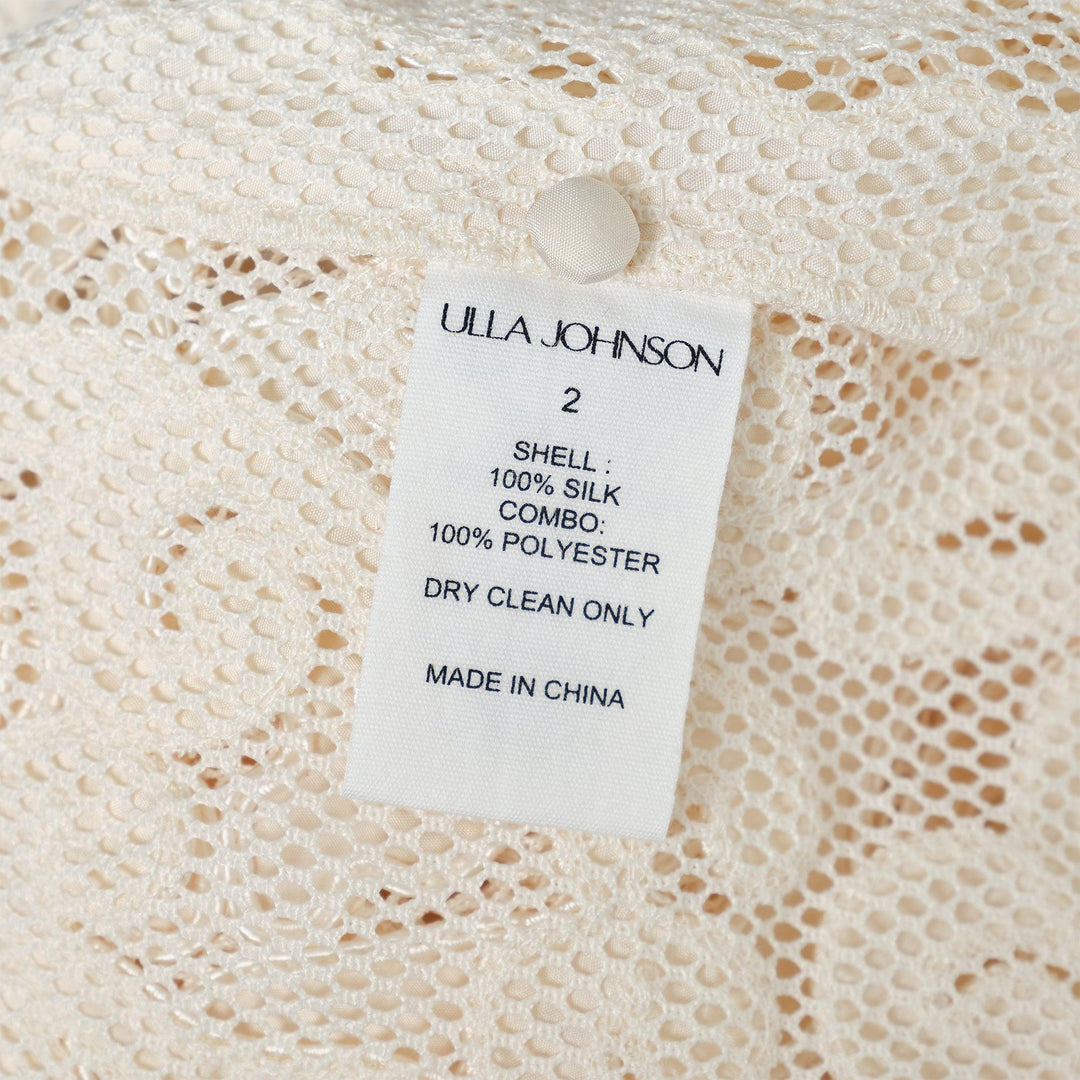 ULLA JOHNSON
2
SHELL :
100% SILK
COMBO:
100% POLYESTER
DRY CLEAN ONLY
MADE IN CHINA